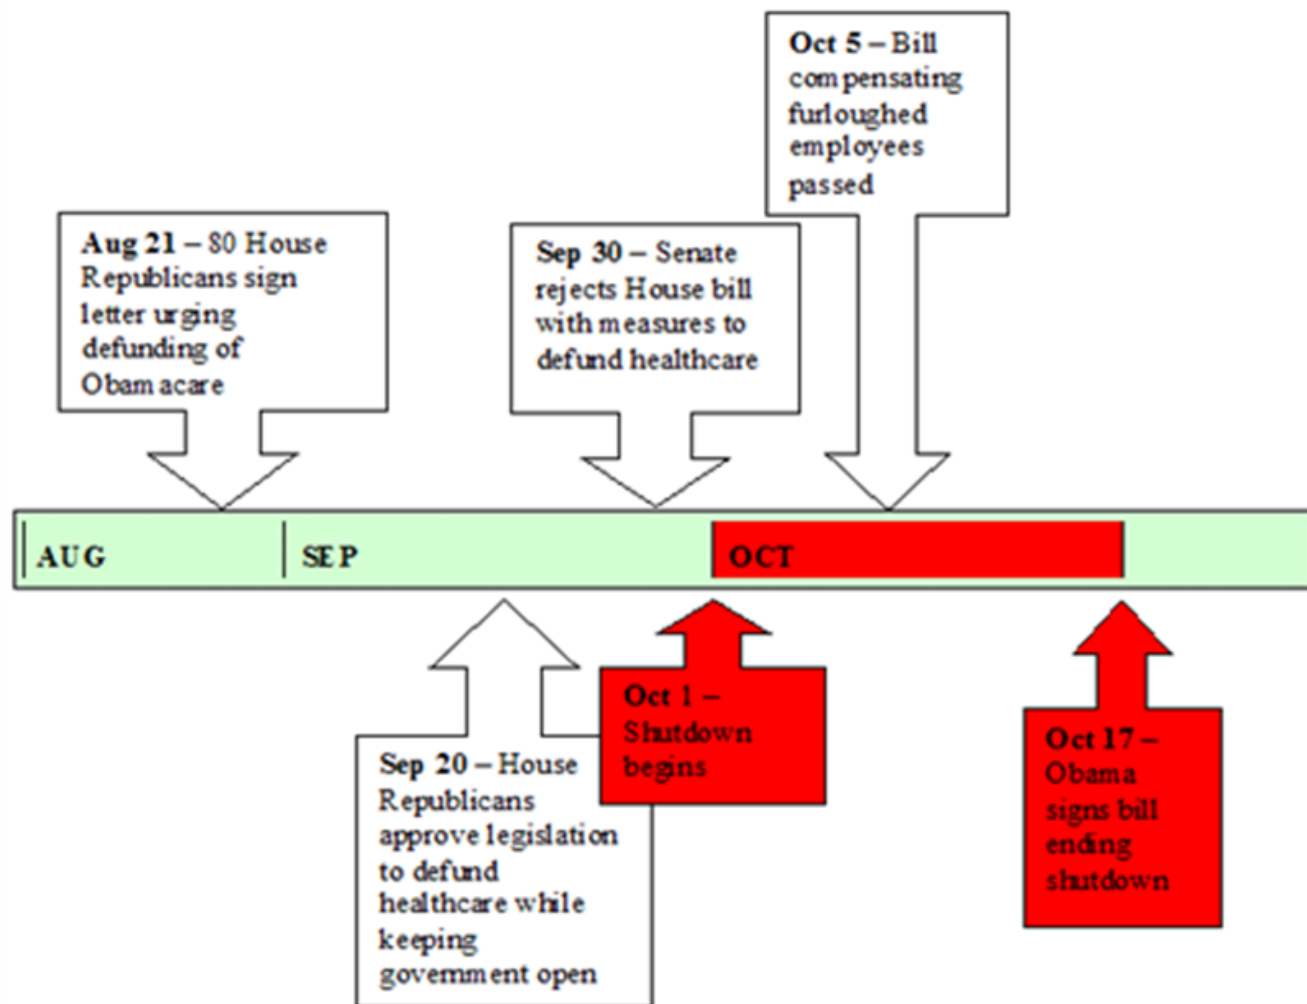 Oct 5 – Bill
compensating
furloughed
employees
passed
Aug 21 – 80 House
Republicans sign
letter urging
defunding of
Obamacare
Sep 30 – Senate
rejects House bill
with measures to
defund healthcare
AUG
SEP
OCT
Sep 20 – House
Republicans
approve legislation
to defund
healthcare while
keeping
government open
Oct 1 –
Shutdown
begins
Oct 17 –
Obama
signs bill
ending
shutdown